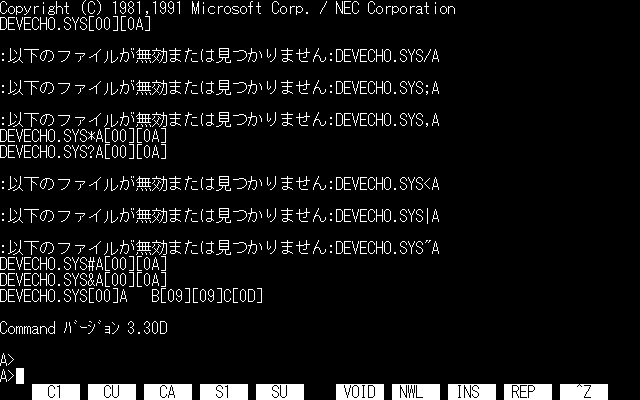 Copyright (C) 1981,1991 Microsoft Corp. / NEC Corporation
DEVECHO.SYS[00][0A]
:以下のファイルが無効または見つかりません:DEVECHO.SYS/A
:以下のファイルが無効または見つかりません:DEVECHO.SYS;A
:以下のファイルが無効または見つかりません:DEVECHO.SYS,A
DEVECHO.SYS*A[00][0A]
DEVECHO.SYS?A[00][0A]
:以下のファイルが無効または見つかりません:DEVECHO.SYS<A
:以下のファイルが無効または見つかりません:DEVECHO.SYS|A
:以下のファイルが無効または見つかりません:DEVECHO.SYS~A
DEVECHO.SYS#A[00][0A]
DEVECHO.SYS&A[00][0A]
DEVECHO.SYS[00]A   B[09][09]C[0D]
Command ﾊﾞｰｼﾞｮﾝ 3.30D
A>
A>
C1 CU CA S1 SU VOID NWL INS REP ^Z